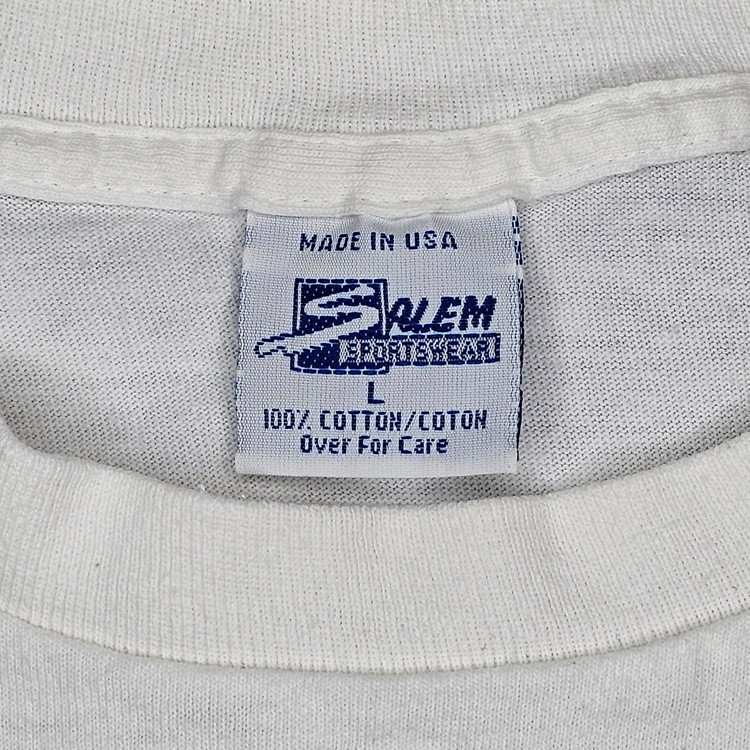 MADE IN USA
SALEM
SPORTSWEAR
L
100% COTTON/COTON
Over For Care